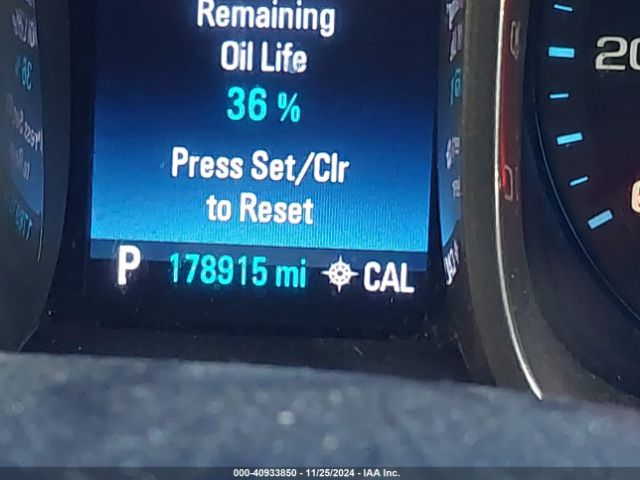 Remaining
Oil Life
36 %
Press Set/Clr
to Reset
P 178915 mi CAL
20
000-40933850 - 11/25/2024 - IAA Inc.